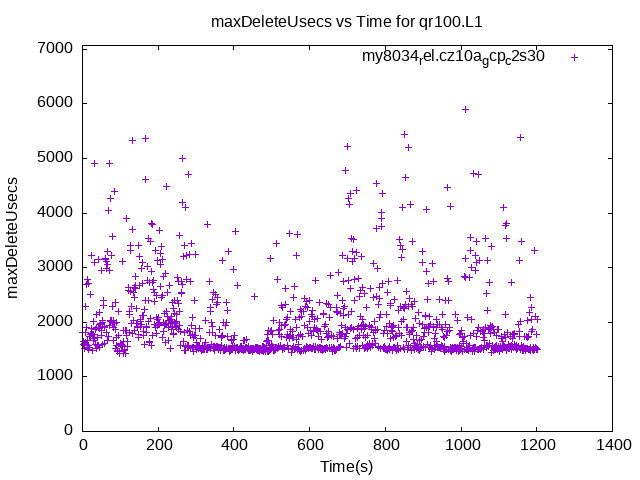 maxDeleteUsecs vs Time for qr100.L1
my8034rel.cz10agcpc2s30
7000
6000
5000
4000
3000
2000
1000
0
maxDeleteUsecs
0 200 400 600 800 1000 1200 1400
Time(s)